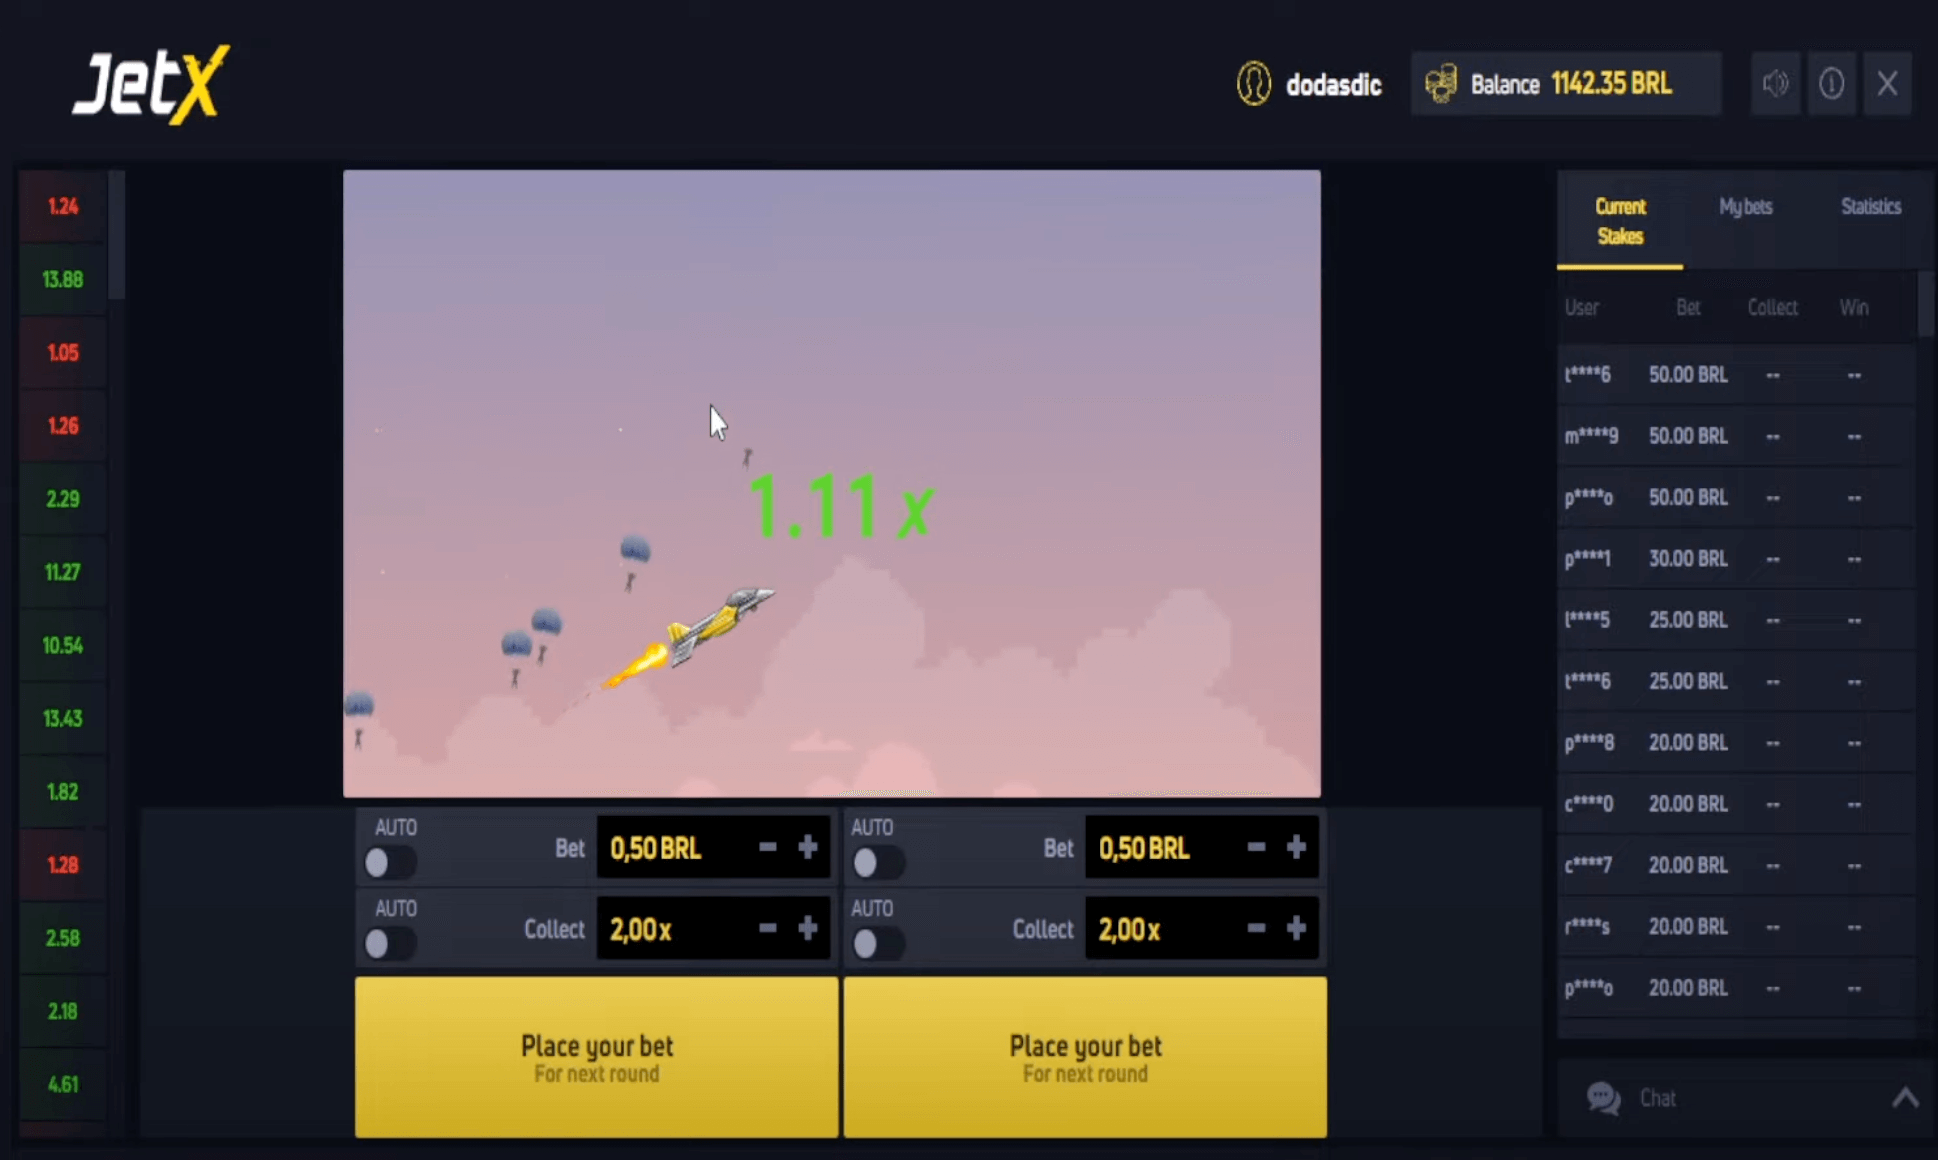 JetX
dodasdic
Balance 1142.35 BRL
1.24
13.88
1.05
1.26
2.29
11.27
10.54
13.43
1.82
1.28
2.58
2.18
4.61
1.11 x
AUTO
Bet 0,50 BRL - +
AUTO
Collect 2,00 x - +
Place your bet
For next round
AUTO
Bet 0,50 BRL - +
AUTO
Collect 2,00 x - +
Place your bet
For next round
Current
Stakes
My bets
Statistics
User Bet Collect Win
t****6 50.00 BRL -- --
m****9 50.00 BRL -- --
p****o 50.00 BRL -- --
p****1 30.00 BRL -- --
l****5 25.00 BRL -- --
t****6 25.00 BRL -- --
p****8 20.00 BRL -- --
c****0 20.00 BRL -- --
c****7 20.00 BRL -- --
r****s 20.00 BRL -- --
p****o 20.00 BRL -- --
Chat